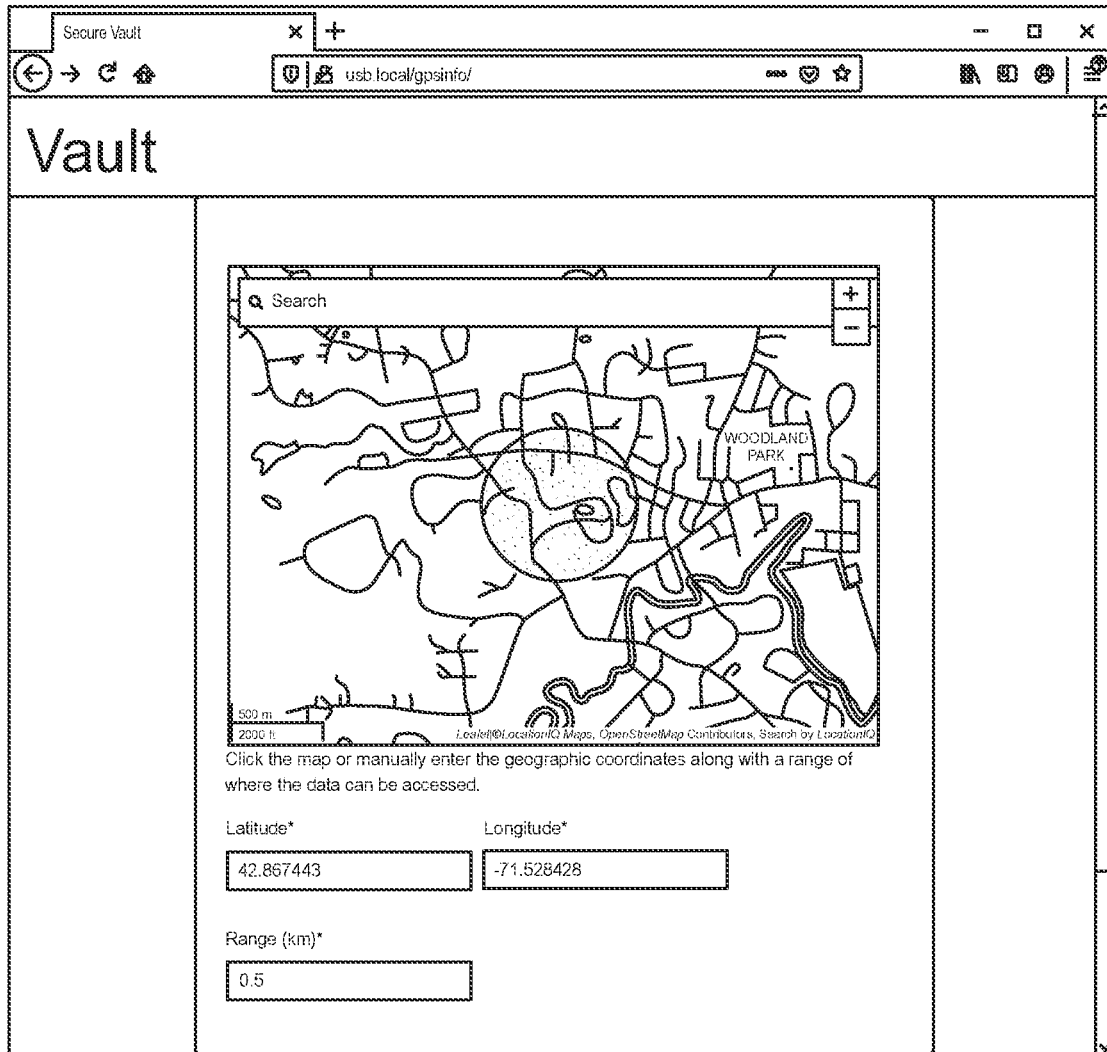 Secure Vault
usb.local/gpsinfo/
Vault
Search
+
−
WOODLAND
PARK
500 m
2000 ft
Leaflet|©LocationIQ Maps, OpenStreetMap Contributors, Search by LocationIQ
Click the map or manually enter the geographic coordinates along with a range of
where the data can be accessed.
Latitude* Longitude*
42.867443 -71.528428
Range (km)*
0.5